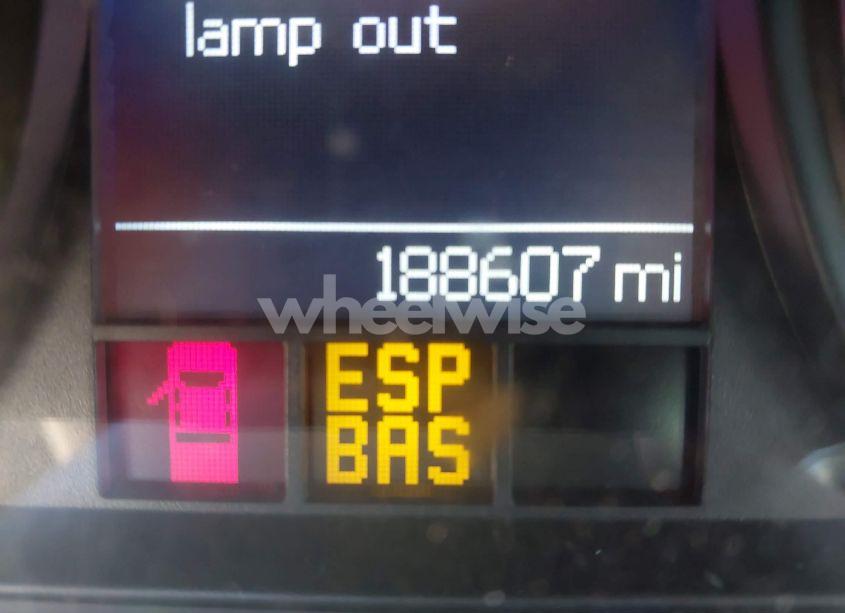 lamp out
188607 mi
wheelwise
ESP
BAS